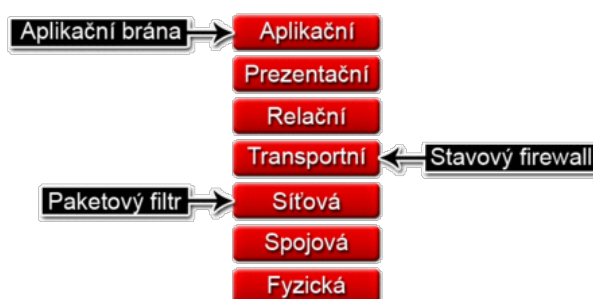 Aplikační brána
Aplikační
Prezentační
Relační
Transportní
Stavový firewall
Paketový filtr
Síťová
Spojová
Fyzická